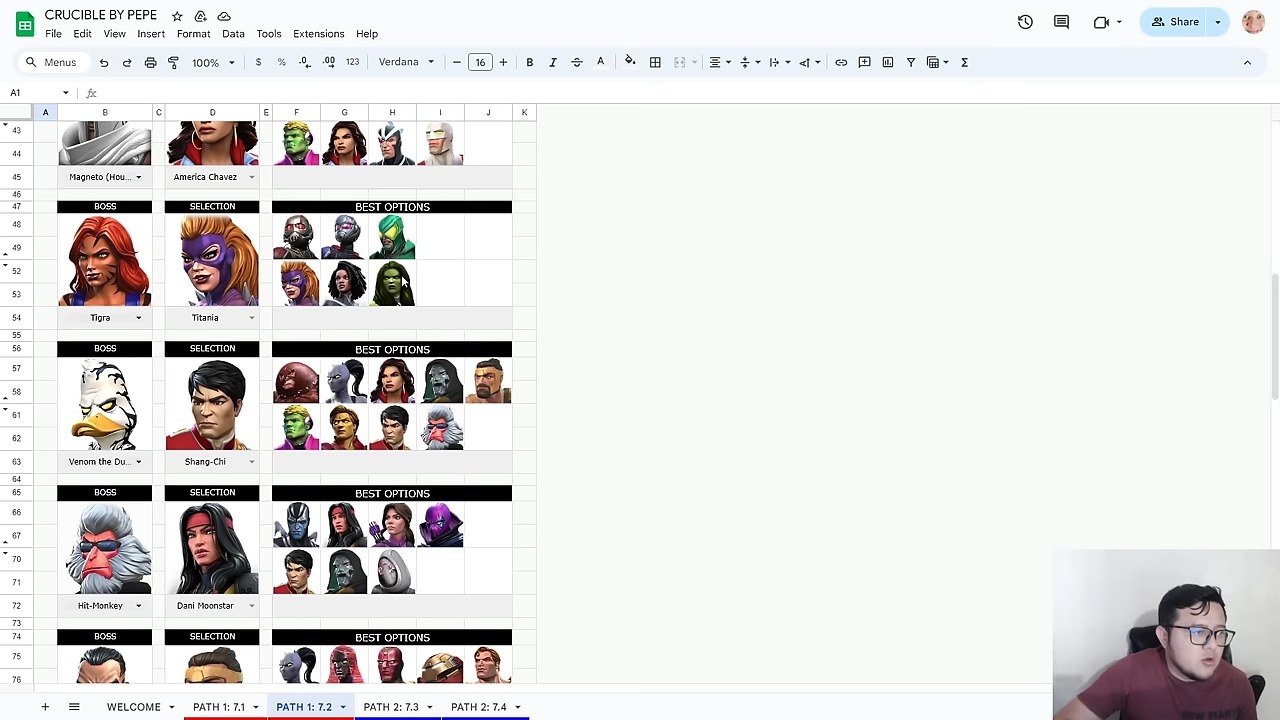 CRUCIBLE BY PEPE
File Edit View Insert Format Data Tools Extensions Help
Share
Menus 100% $ % .0 .00 123 Verdana 16 B I A
A1 fx
A B C D E F G H I J K
43
44
45 Magneto (Hou... America Chavez
46
47 BOSS SELECTION BEST OPTIONS
48
49
52
53
54 Tigra Titania
55
56 BOSS SELECTION BEST OPTIONS
57
58
61
62
63 Venom the Du... Shang-Chi
64
65 BOSS SELECTION BEST OPTIONS
66
67
70
71
72 Hit-Monkey Dani Moonstar
73
74 BOSS SELECTION BEST OPTIONS
75
76
WELCOME PATH 1: 7.1 PATH 1: 7.2 PATH 2: 7.3 PATH 2: 7.4